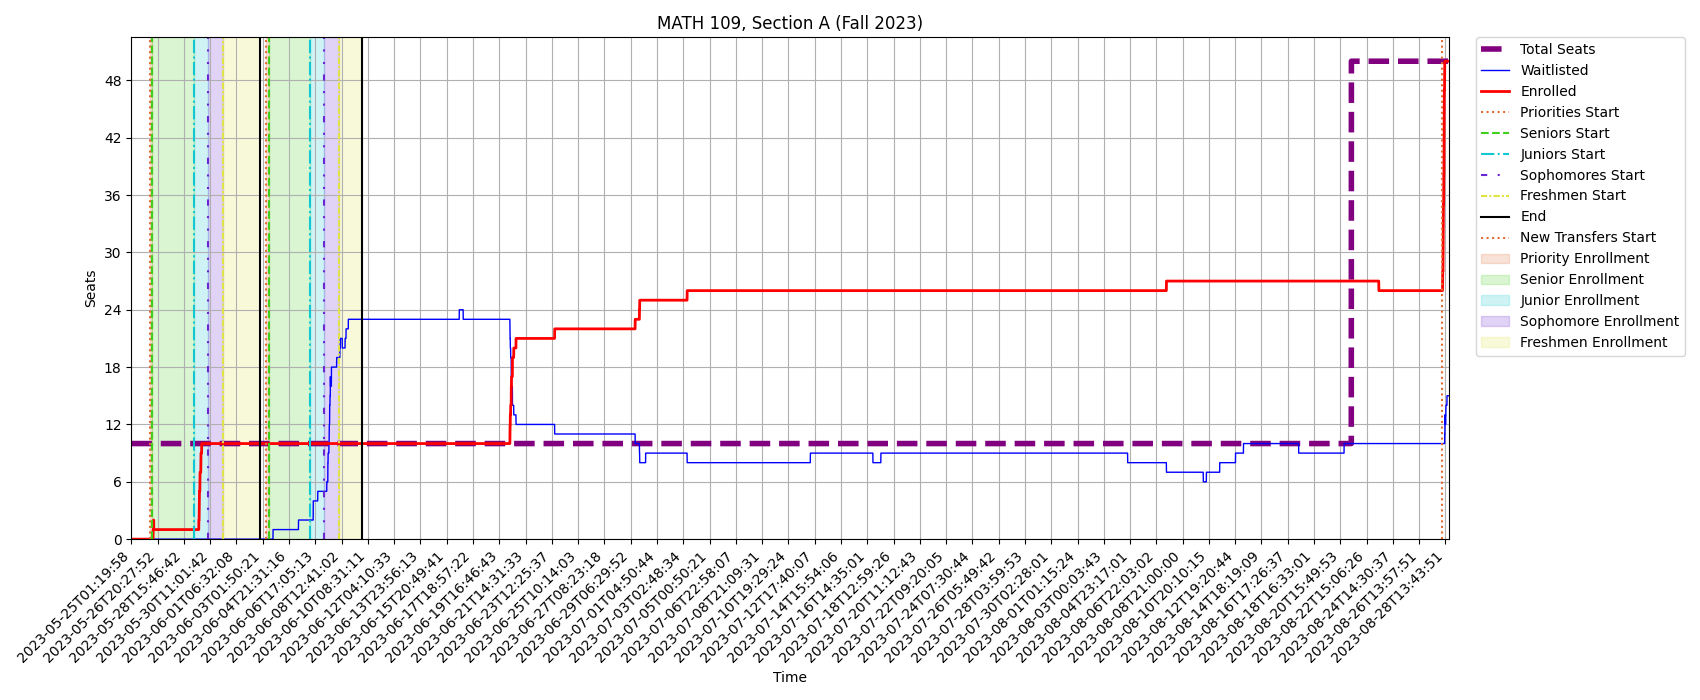 MATH 109, Section A (Fall 2023)
Seats
48
42
36
30
24
18
12
6
0
2023-05-25T01:19:58
2023-05-26T20:27:52
2023-05-28T15:46:42
2023-05-30T11:01:42
2023-06-01T06:32:08
2023-06-03T01:50:21
2023-06-04T21:31:16
2023-06-06T17:05:13
2023-06-08T12:41:02
2023-06-10T08:31:11
2023-06-12T04:10:33
2023-06-13T23:56:13
2023-06-15T20:49:41
2023-06-17T18:57:22
2023-06-19T16:46:43
2023-06-21T14:31:33
2023-06-23T12:25:37
2023-06-25T10:14:03
2023-06-27T08:23:18
2023-06-29T06:29:52
2023-07-01T04:50:44
2023-07-03T02:48:34
2023-07-05T00:50:21
2023-07-06T22:58:07
2023-07-08T21:09:31
2023-07-10T19:29:24
2023-07-12T17:40:07
2023-07-14T15:54:06
2023-07-16T14:35:01
2023-07-18T12:59:26
2023-07-20T11:12:43
2023-07-22T09:20:05
2023-07-24T07:30:44
2023-07-26T05:49:42
2023-07-28T03:59:53
2023-07-30T02:28:01
2023-08-01T01:15:24
2023-08-03T00:03:43
2023-08-04T23:17:01
2023-08-06T22:03:02
2023-08-08T21:00:00
2023-08-10T20:10:15
2023-08-12T19:20:44
2023-08-14T18:19:09
2023-08-16T17:26:37
2023-08-18T16:33:01
2023-08-20T15:49:53
2023-08-22T15:06:26
2023-08-24T14:30:37
2023-08-26T13:57:51
2023-08-28T13:43:51
Time
Total Seats
Waitlisted
Enrolled
Priorities Start
Seniors Start
Juniors Start
Sophomores Start
Freshmen Start
End
New Transfers Start
Priority Enrollment
Senior Enrollment
Junior Enrollment
Sophomore Enrollment
Freshmen Enrollment